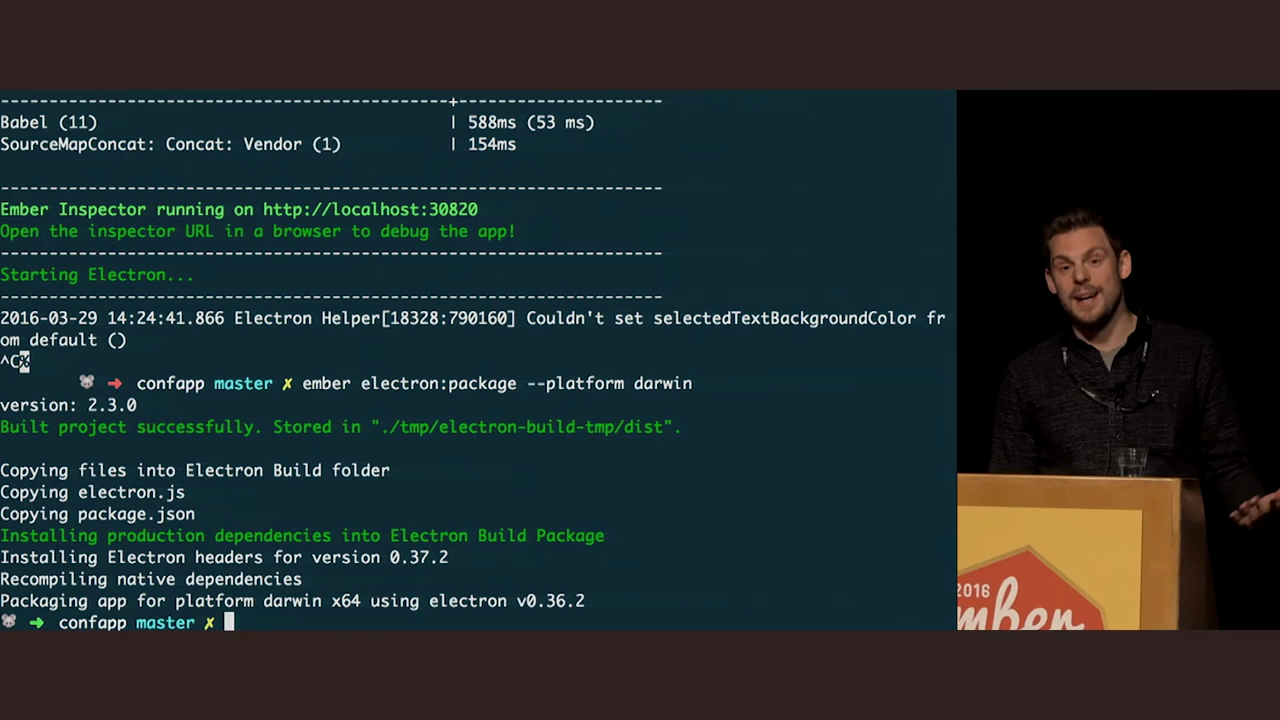 ----------------------------------------------+---------------------
Babel (11) | 588ms (53 ms)
SourceMapConcat: Concat: Vendor (1) | 154ms
--------------------------------------------------------------------
Ember Inspector running on http://localhost:30820
Open the inspector URL in a browser to debug the app!
--------------------------------------------------------------------
Starting Electron...
--------------------------------------------------------------------
2016-03-29 14:24:41.866 Electron Helper[18328:790160] Couldn't set selectedTextBackgroundColor fr
om default ()
^C%
🐭 ➜ confapp master ✗ ember electron:package --platform darwin
version: 2.3.0
Built project successfully. Stored in "./tmp/electron-build-tmp/dist".
Copying files into Electron Build folder
Copying electron.js
Copying package.json
Installing production dependencies into Electron Build Package
Installing Electron headers for version 0.37.2
Recompiling native dependencies
Packaging app for platform darwin x64 using electron v0.36.2
🐭 ➜ confapp master ✗
2016
mber